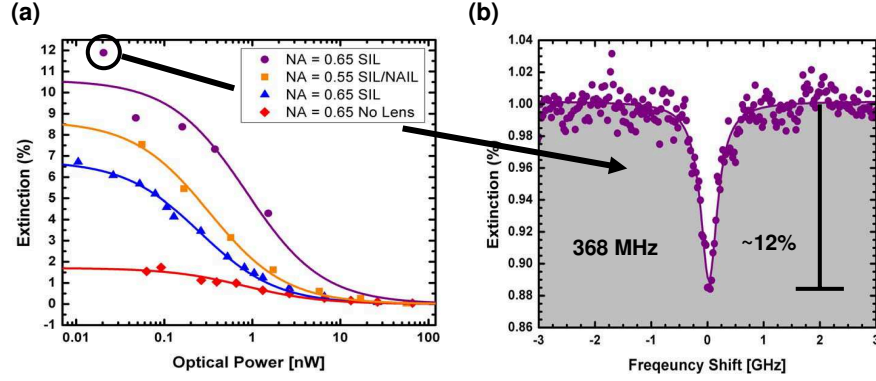 (a)
12
11
10
9
8
7
6
5
4
3
2
1
0
-1
Extinction (%)
0.01 0.1 1 10 100
Optical Power [nW]
NA = 0.65 SIL
NA = 0.55 SIL/NAIL
NA = 0.65 SIL
NA = 0.65 No Lens
(b)
1.04
1.02
1.00
0.98
0.96
0.94
0.92
0.90
0.88
0.86
Extinction (%)
368 MHz
~12%
-3 -2 -1 0 1 2 3
Freqeuncy Shift [GHz]